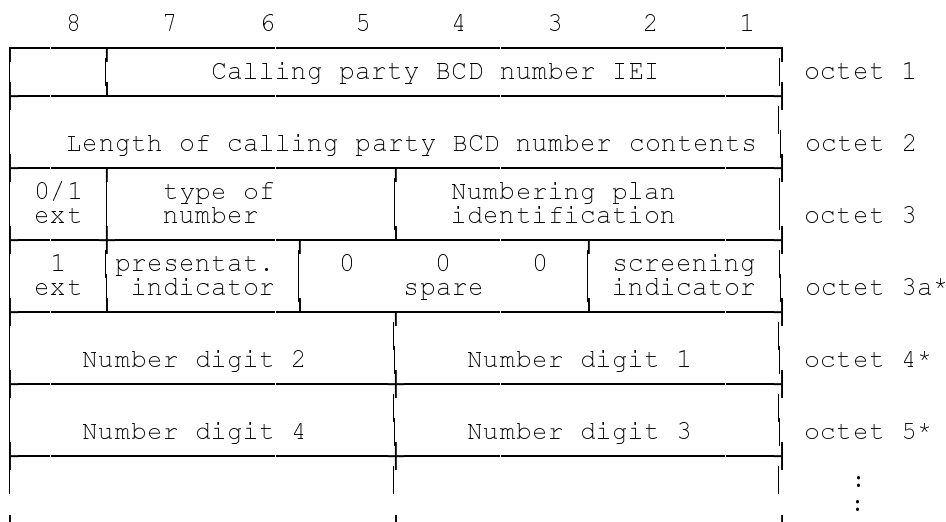 8 7 6 5 4 3 2 1
Calling party BCD number IEI octet 1
Length of calling party BCD number contents octet 2
0/1 type of Numbering plan
ext number identification octet 3
1 presentat. 0 0 0 screening
ext indicator spare indicator octet 3a*
Number digit 2 Number digit 1 octet 4*
Number digit 4 Number digit 3 octet 5*
:
: